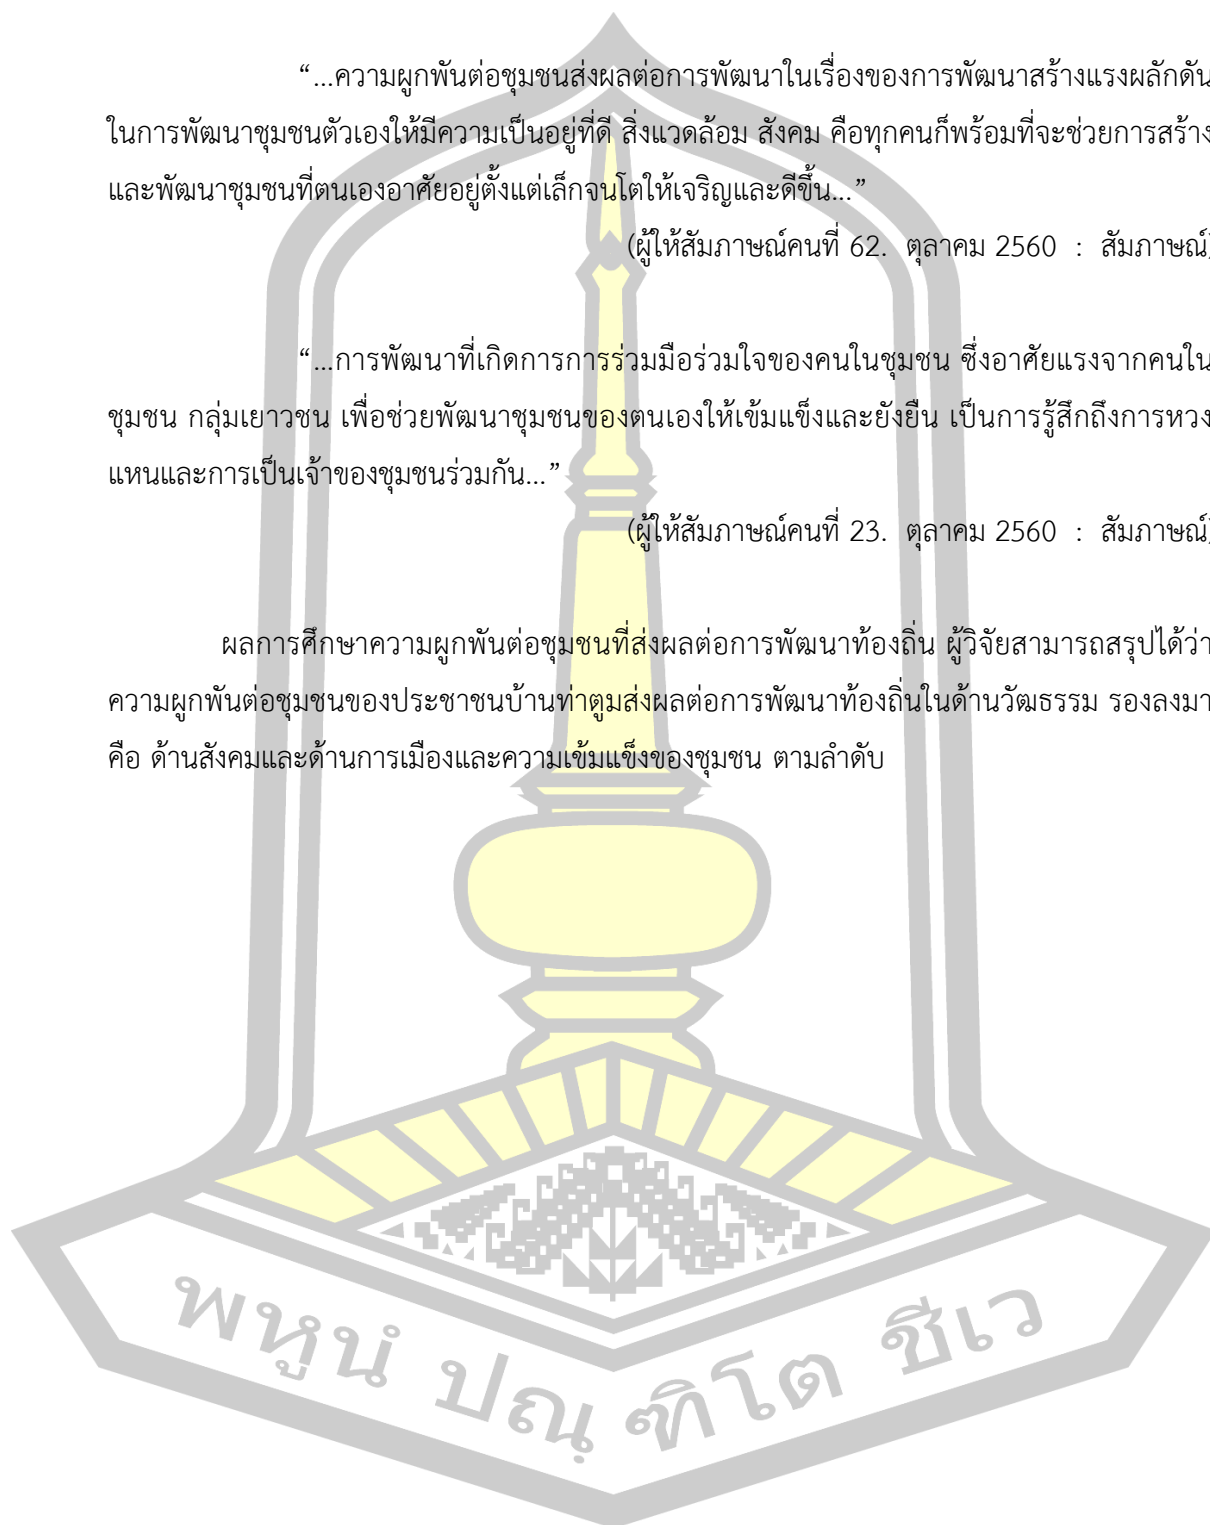 “...ความผูกพันต่อชุมชนส่งผลต่อการพัฒนาในเรื่องของการพัฒนาสร้างแรงผลักดัน
ในการพัฒนาชุมชนตัวเองให้มีความเป็นอยู่ที่ดี สิ่งแวดล้อม สังคม คือทุกคนก็พร้อมที่จะช่วยการสร้าง
และพัฒนาชุมชนที่ตนเองอาศัยอยู่ตั้งแต่เล็กจนโตให้เจริญและดีขึ้น...”
(ผู้ให้สัมภาษณ์คนที่ 62. ตุลาคม 2560 : สัมภาษณ์)
“...การพัฒนาที่เกิดการการร่วมมือร่วมใจของคนในชุมชน ซึ่งอาศัยแรงจากคนใน
ชุมชน กลุ่มเยาวชน เพื่อช่วยพัฒนาชุมชนของตนเองให้เข้มแข็งและยั่งยืน เป็นการรู้สึกถึงการหวง
แหนและการเป็นเจ้าของชุมชนร่วมกัน...”
(ผู้ให้สัมภาษณ์คนที่ 23. ตุลาคม 2560 : สัมภาษณ์)
ผลการศึกษาความผูกพันต่อชุมชนที่ส่งผลต่อการพัฒนาท้องถิ่น ผู้วิจัยสามารถสรุปได้ว่า
ความผูกพันต่อชุมชนของประชาชนบ้านท่าตูมส่งผลต่อการพัฒนาท้องถิ่นในด้านวัฒธรรม รองลงมา
คือ ด้านสังคมและด้านการเมืองและความเข้มแข็งของชุมชน ตามลำดับ
พหูนํ ปณฺ ฑิโต ชีเว